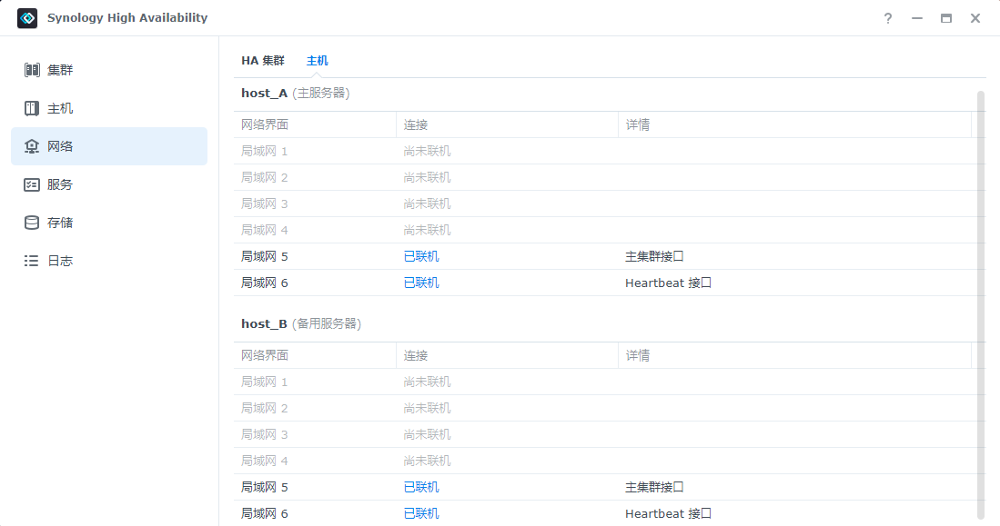 Synology High Availability
集群
主机
网络
服务
存储
日志
HA 集群 主机
host_A (主服务器)
网络界面 连接 详情
局域网 1 尚未联机
局域网 2 尚未联机
局域网 3 尚未联机
局域网 4 尚未联机
局域网 5 已联机 主集群接口
局域网 6 已联机 Heartbeat 接口
host_B (备用服务器)
网络界面 连接 详情
局域网 1 尚未联机
局域网 2 尚未联机
局域网 3 尚未联机
局域网 4 尚未联机
局域网 5 已联机 主集群接口
局域网 6 已联机 Heartbeat 接口